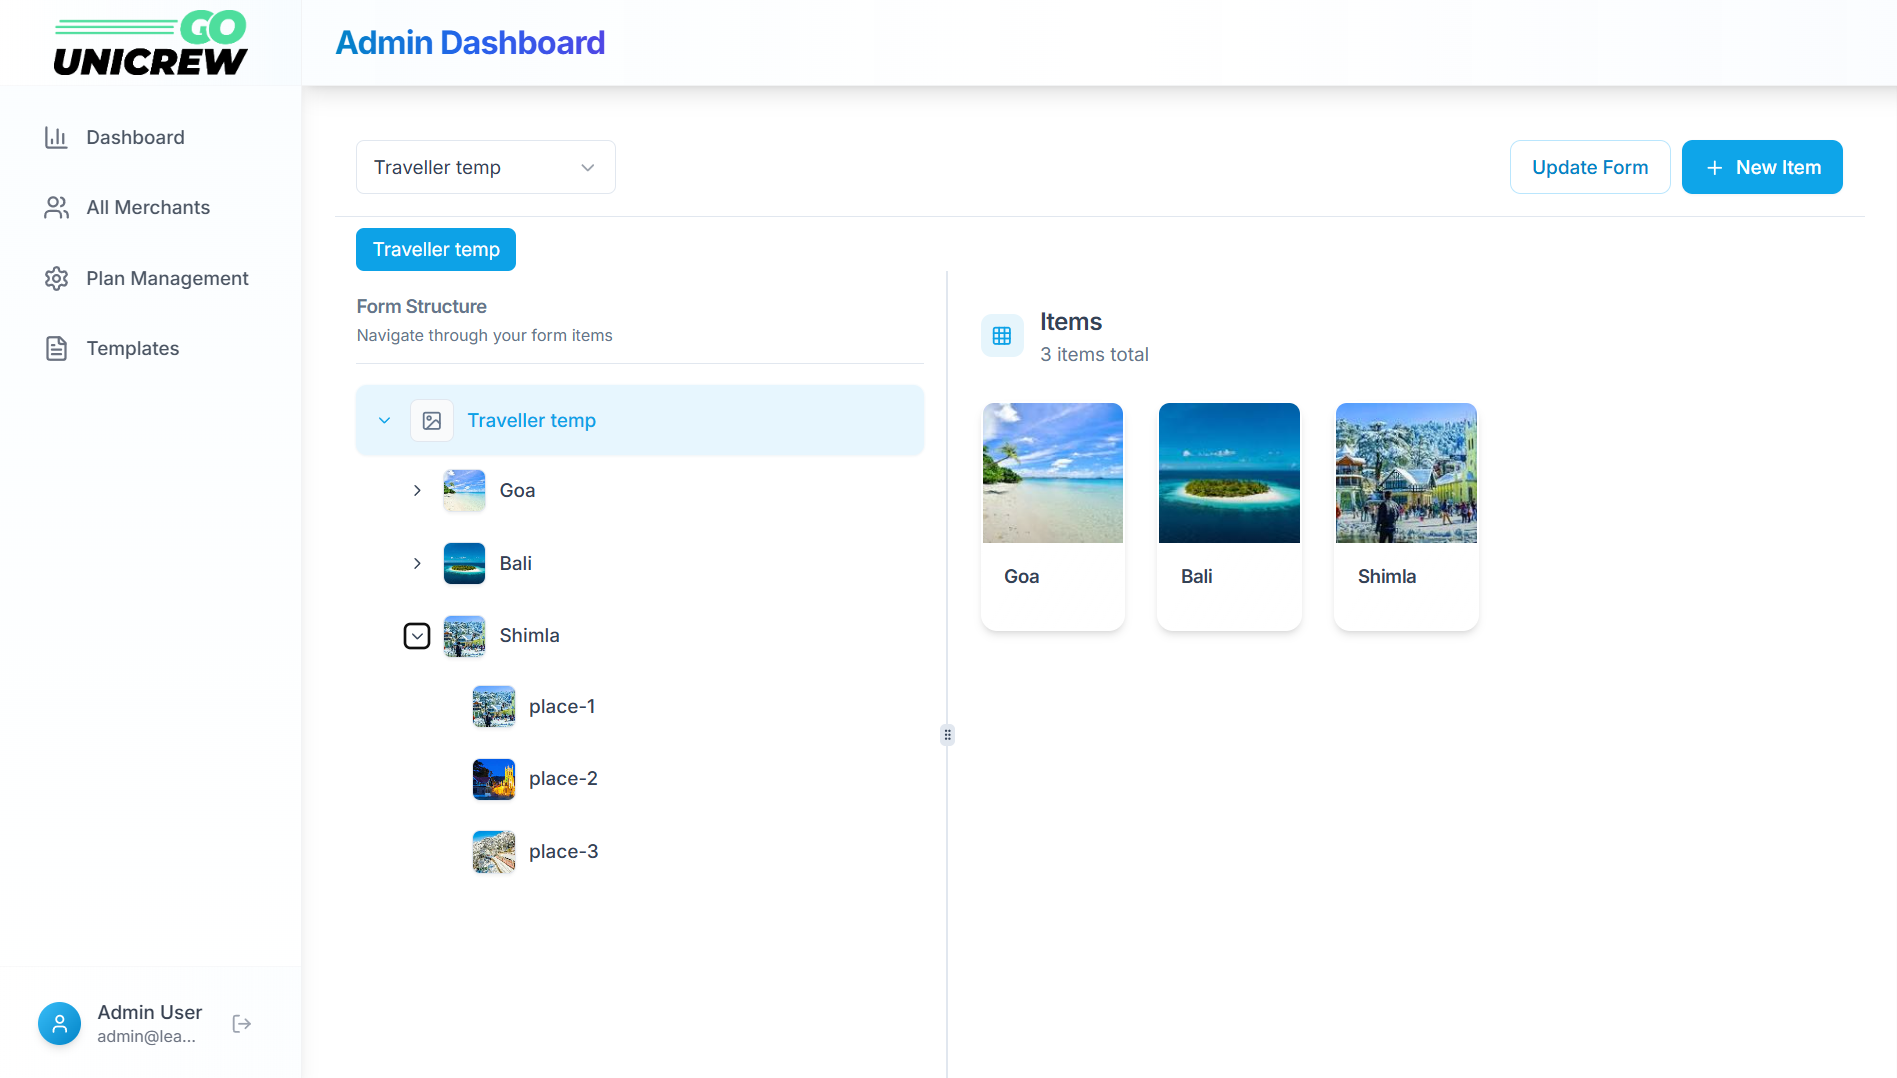 GO
UNICREW
Admin Dashboard
Dashboard
All Merchants
Plan Management
Templates
Traveller temp
Update Form
+ New Item
Traveller temp
Form Structure
Navigate through your form items
Traveller temp
Goa
Bali
Shimla
place-1
place-2
place-3
Items
3 items total
Goa
Bali
Shimla
Admin User
admin@lea...